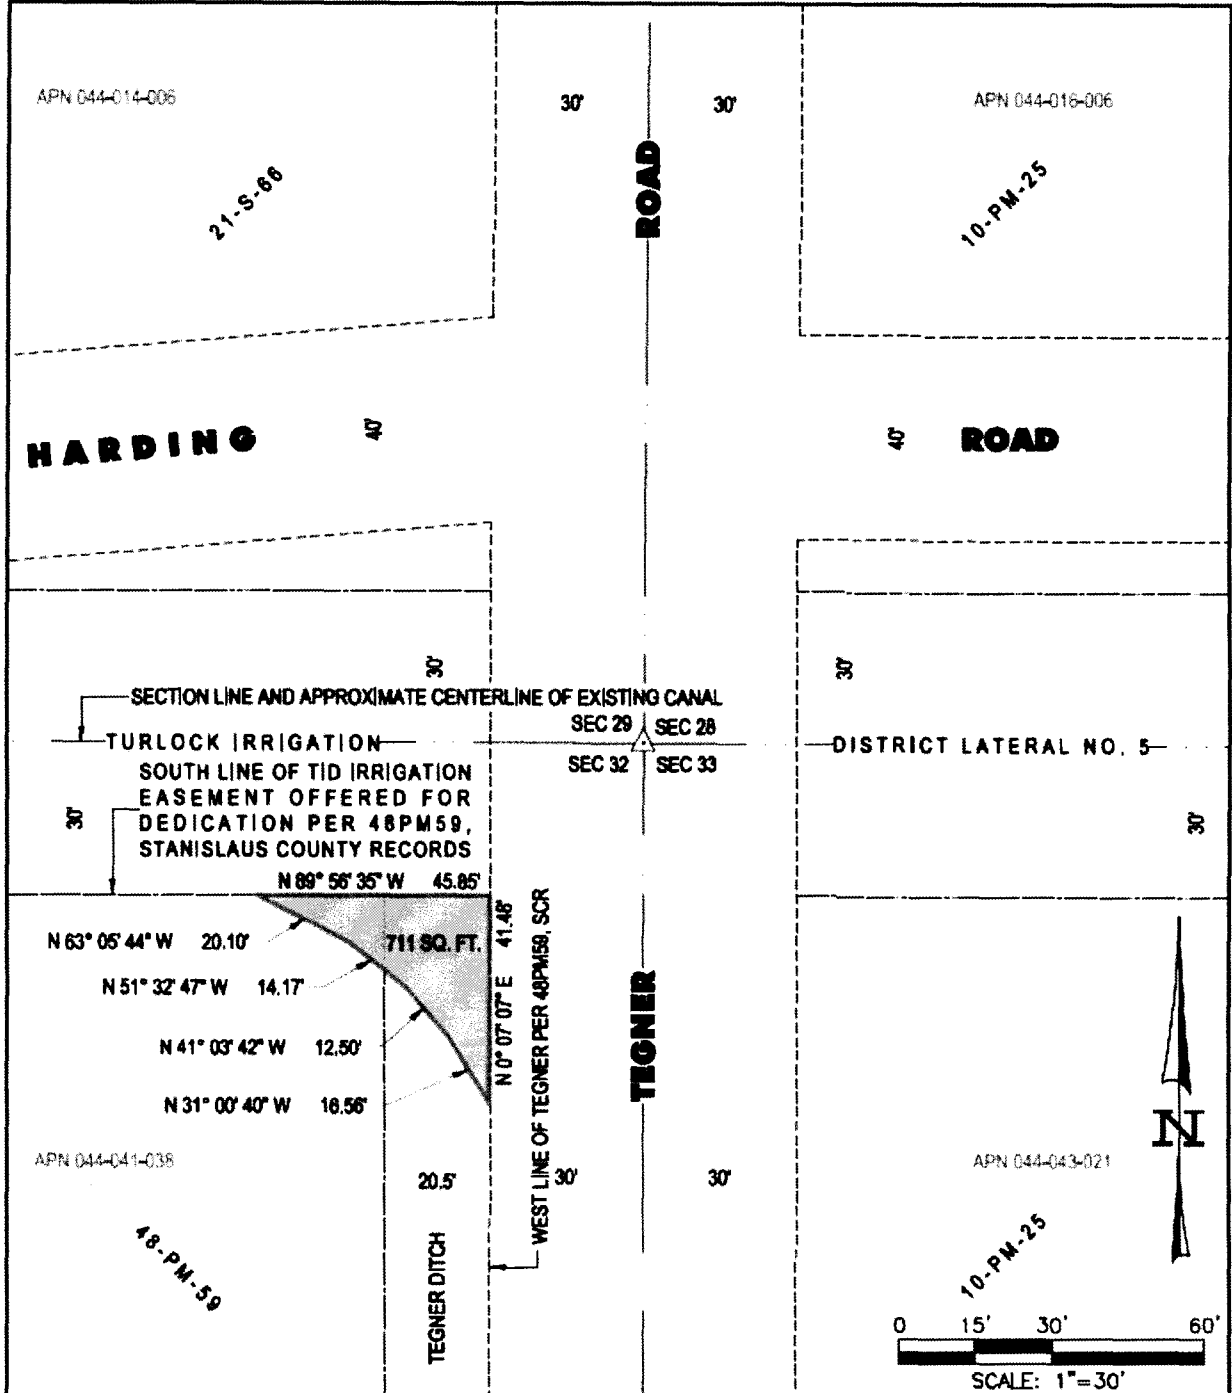 APN 044-014-006
30'
30'
APN 044-016-006
21-S-66
ROAD
10-PM-25
HARDING
40'
40'
ROAD
30'
30'
SECTION LINE AND APPROXIMATE CENTERLINE OF EXISTING CANAL
SEC 29
SEC 28
TURLOCK IRRIGATION
DISTRICT LATERAL NO. 5
SEC 32
SEC 33
SOUTH LINE OF TID IRRIGATION
EASEMENT OFFERED FOR
DEDICATION PER 48PM59,
STANISLAUS COUNTY RECORDS
30'
30'
N 89° 56' 35" W 45.85'
N 63° 05' 44" W 20.10'
711 SQ. FT.
N 0° 07' 07" E 41.48'
WEST LINE OF TEGNER PER 48PM59, SCR
TEGNER
N 51° 32' 47" W 14.17'
N 41° 03' 42" W 12.50'
N 31° 00' 40" W 16.56'
N
APN 044-041-038
20.5'
30'
30'
APN 044-043-021
48-PM-59
TEGNER DITCH
10-PM-25
0 15' 30' 60'
SCALE: 1"=30'